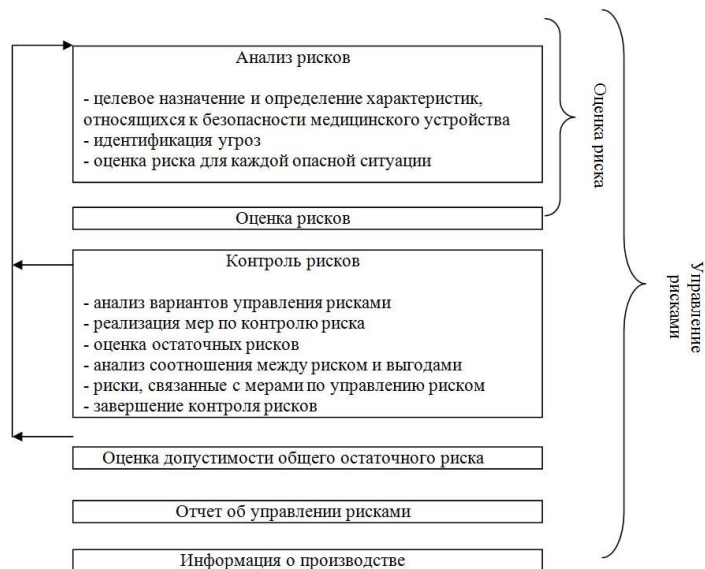 Анализ рисков
- целевое назначение и определение характеристик,
относящихся к безопасности медицинского устройства
- идентификация угроз
- оценка риска для каждой опасной ситуации
Оценка рисков
Оценка риска
Контроль рисков
- анализ вариантов управления рисками
- реализация мер по контролю риска
- оценка остаточных рисков
- анализ соотношения между риском и выгодами
- риски, связанные с мерами по управлению риском
- завершение контроля рисков
Оценка допустимости общего остаточного риска
Отчет об управлении рисками
Информация о производстве
Управление
рисками